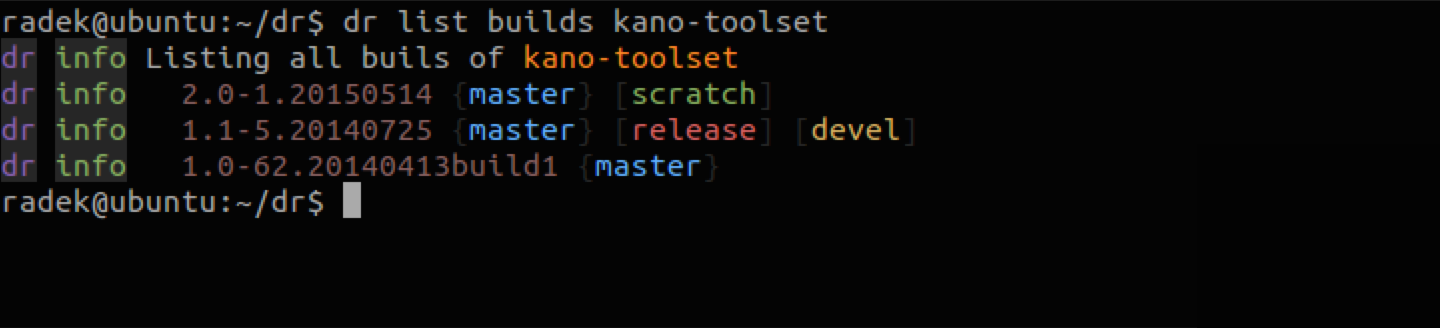 radek@ubuntu:~/dr$ dr list builds kano-toolset
dr info Listing all buils of kano-toolset
dr info   2.0-1.20150514 {master} [scratch]
dr info   1.1-5.20140725 {master} [release] [devel]
dr info   1.0-62.20140413build1 {master}
radek@ubuntu:~/dr$